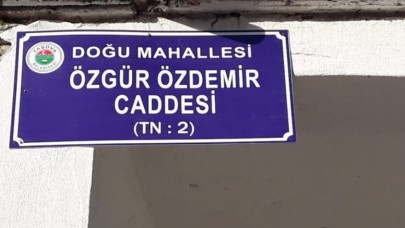 DOĞU MAHALLESİ
ÖZGÜR ÖZDEMİR
CADDESİ
(TN : 2)